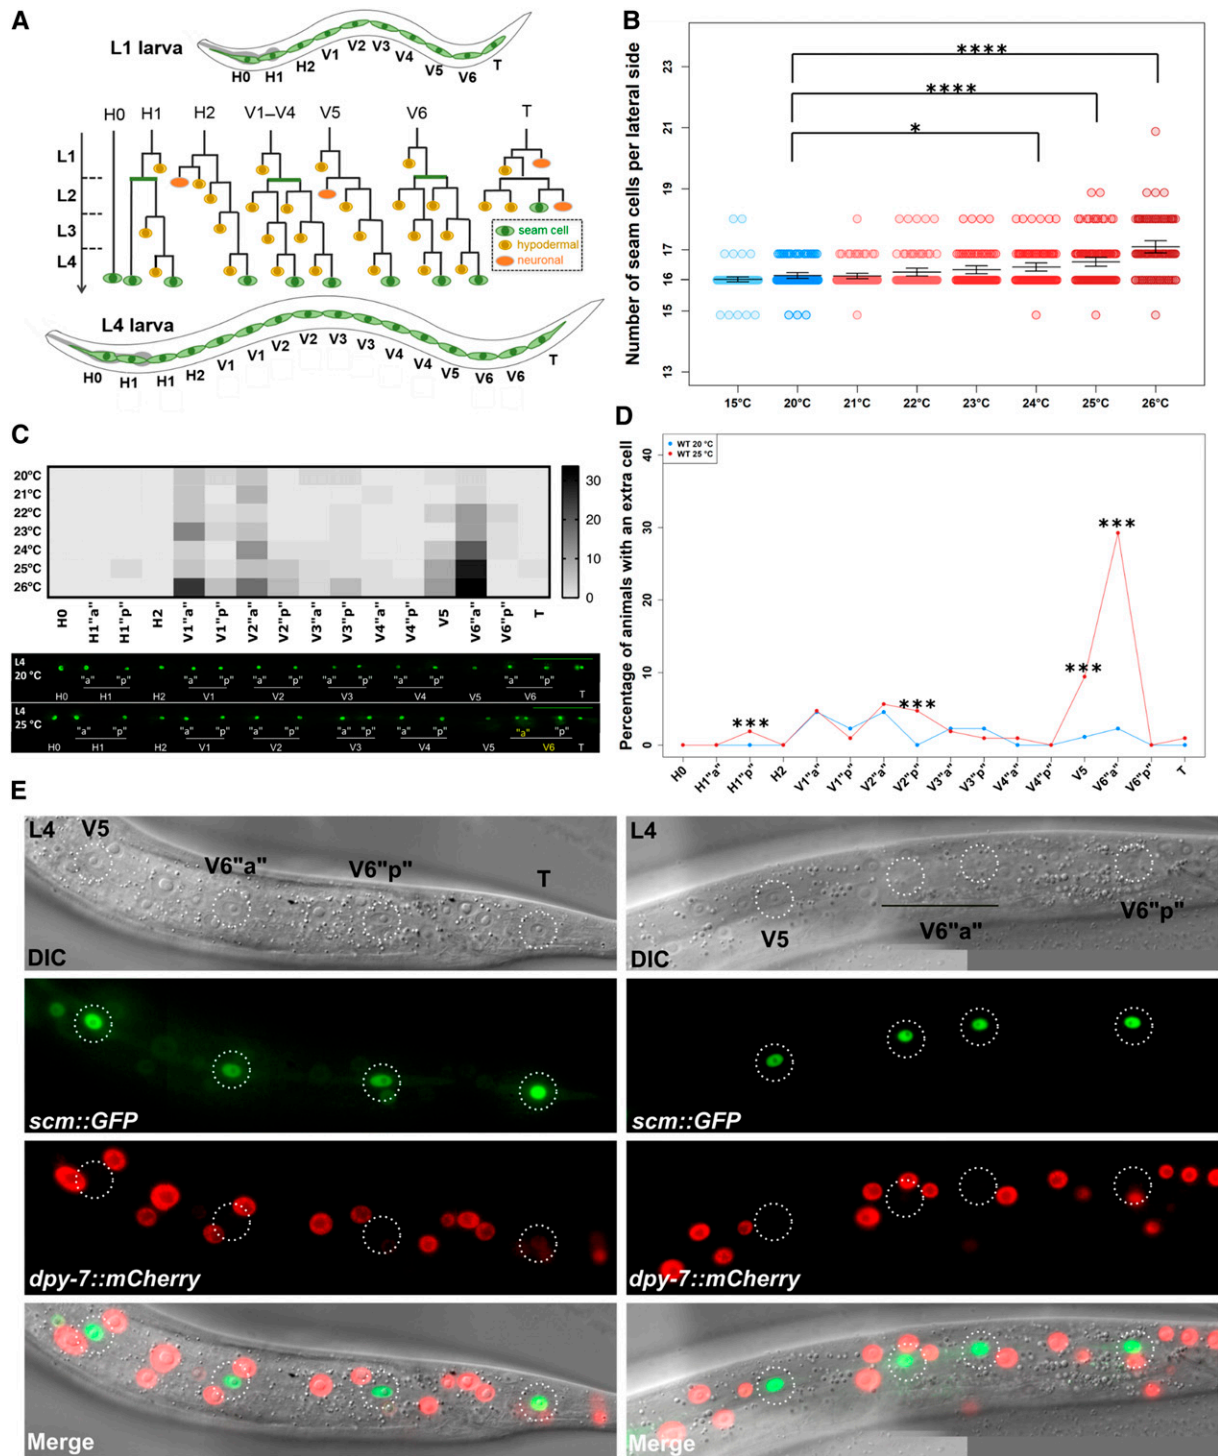 A
L1 larva
H0
H1
H2
V1
V2
V3
V4
V5
V6
T
H0 H1 H2 V1–V4 V5 V6 T
L1
L2
L3
L4
seam cell
hypodermal
neuronal
L4 larva
H0
H1
H1
H2
V1
V1
V2
V2
V3
V3
V4
V4
V5
V6
V6
T
B
Number of seam cells per lateral side
23
21
19
17
16
15
13
****
****
*
15°C 20°C 21°C 22°C 23°C 24°C 25°C 26°C
C
20°C
21°C
22°C
23°C
24°C
25°C
26°C
30
20
10
0
H0 H1"a" H1"p" H2 V1"a" V1"p" V2"a" V2"p" V3"a" V3"p" V4"a" V4"p" V5 V6"a" V6"p" T
L4
20 °C
"a" "p" "a" "p" "a" "p" "a" "p" "a" "p" "a" "p"
H0 H1 H2 V1 V2 V3 V4 V5 V6 T
L4
25 °C
"a" "p" "a" "p" "a" "p" "a" "p" "a" "p" "a" "p"
H0 H1 H2 V1 V2 V3 V4 V5 V6 T
D
WT 20 °C
WT 25 °C
Percentage of animals with an extra cell
40
30
20
10
0
***
***
***
***
H0 H1"a" H1"p" H2 V1"a" V1"p" V2"a" V2"p" V3"a" V3"p" V4"a" V4"p" V5 V6"a" V6"p" T
E
L4 V5
V6"a" V6"p"
T
DIC
scm::GFP
dpy-7::mCherry
Merge
L4
V5 V6"a" V6"p"
DIC
scm::GFP
dpy-7::mCherry
Merge